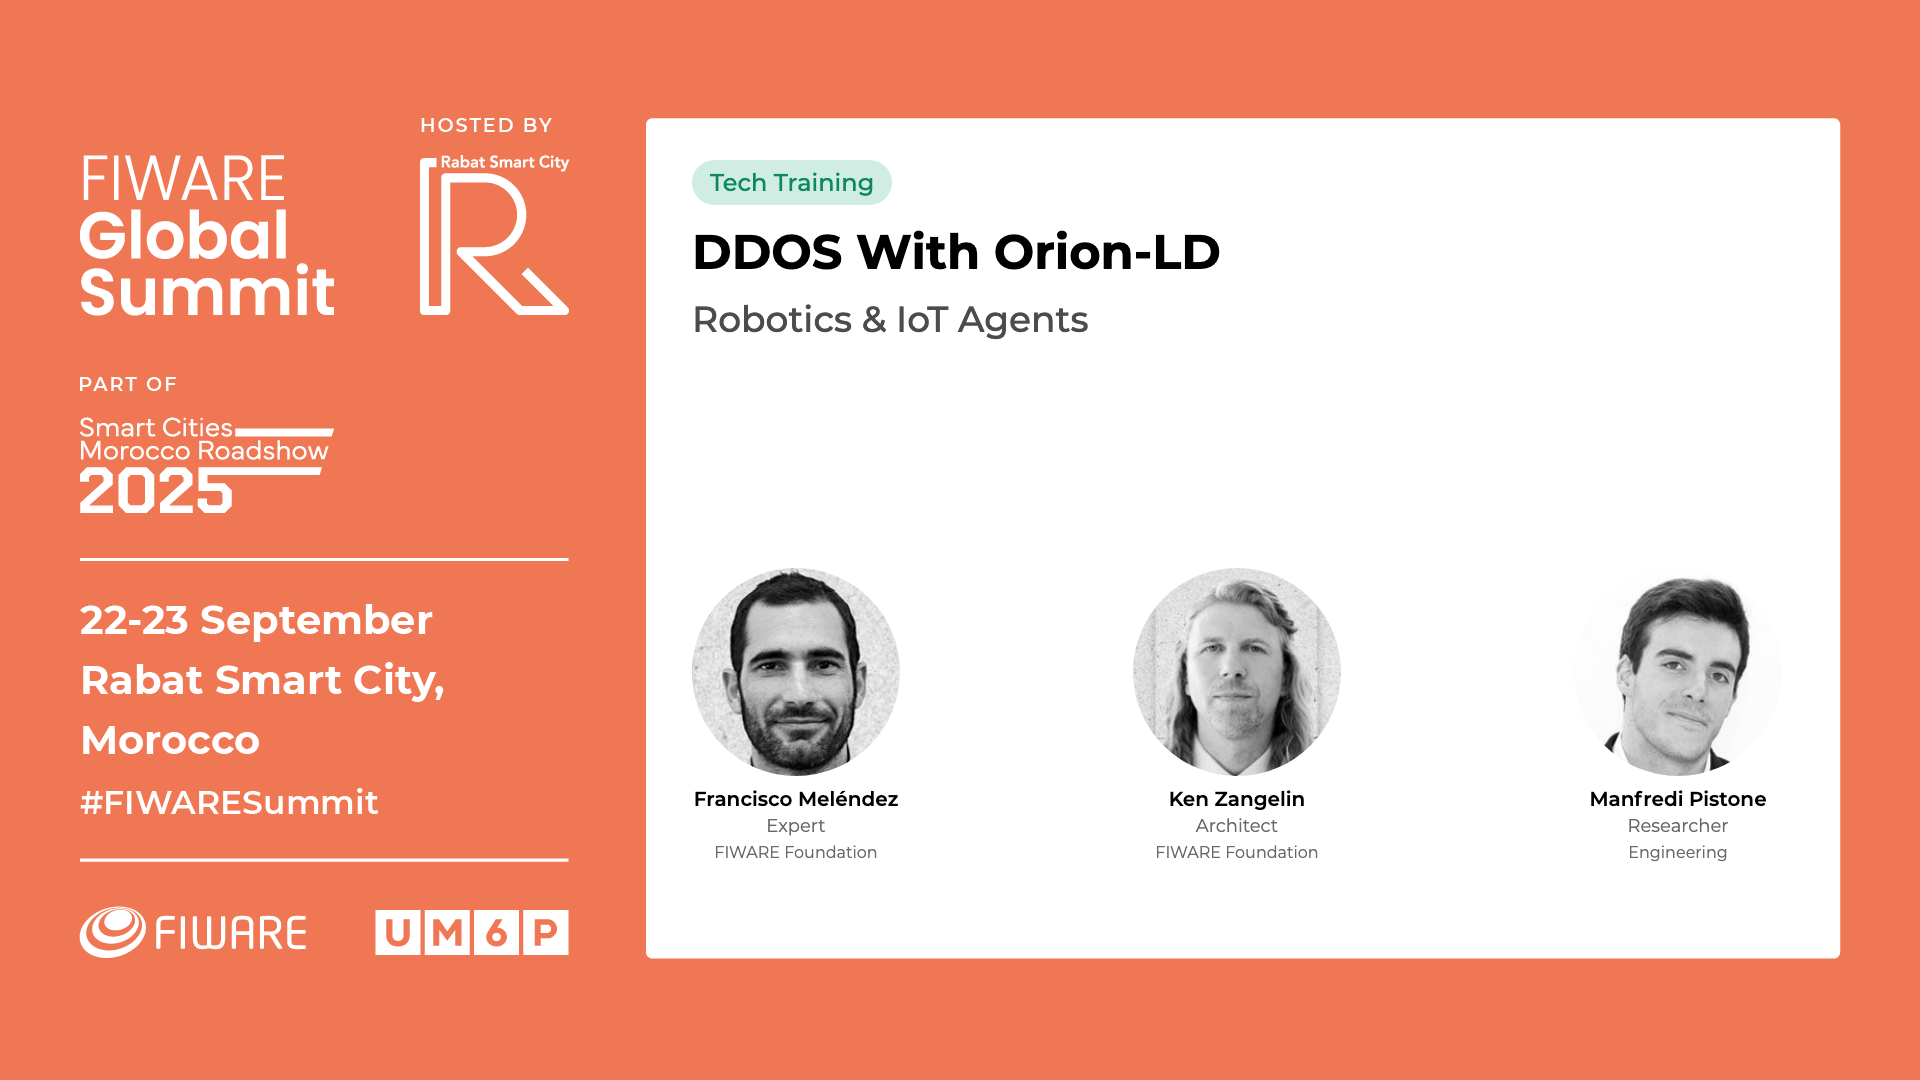 FIWARE
Global
Summit
HOSTED BY
Rabat Smart City
R
PART OF
Smart Cities
Morocco Roadshow
2025
22-23 September
Rabat Smart City,
Morocco
#FIWARESummit
FIWARE
UM6P
Tech Training
DDOS With Orion-LD
Robotics & IoT Agents
Francisco Meléndez
Expert
FIWARE Foundation
Ken Zangelin
Architect
FIWARE Foundation
Manfredi Pistone
Researcher
Engineering